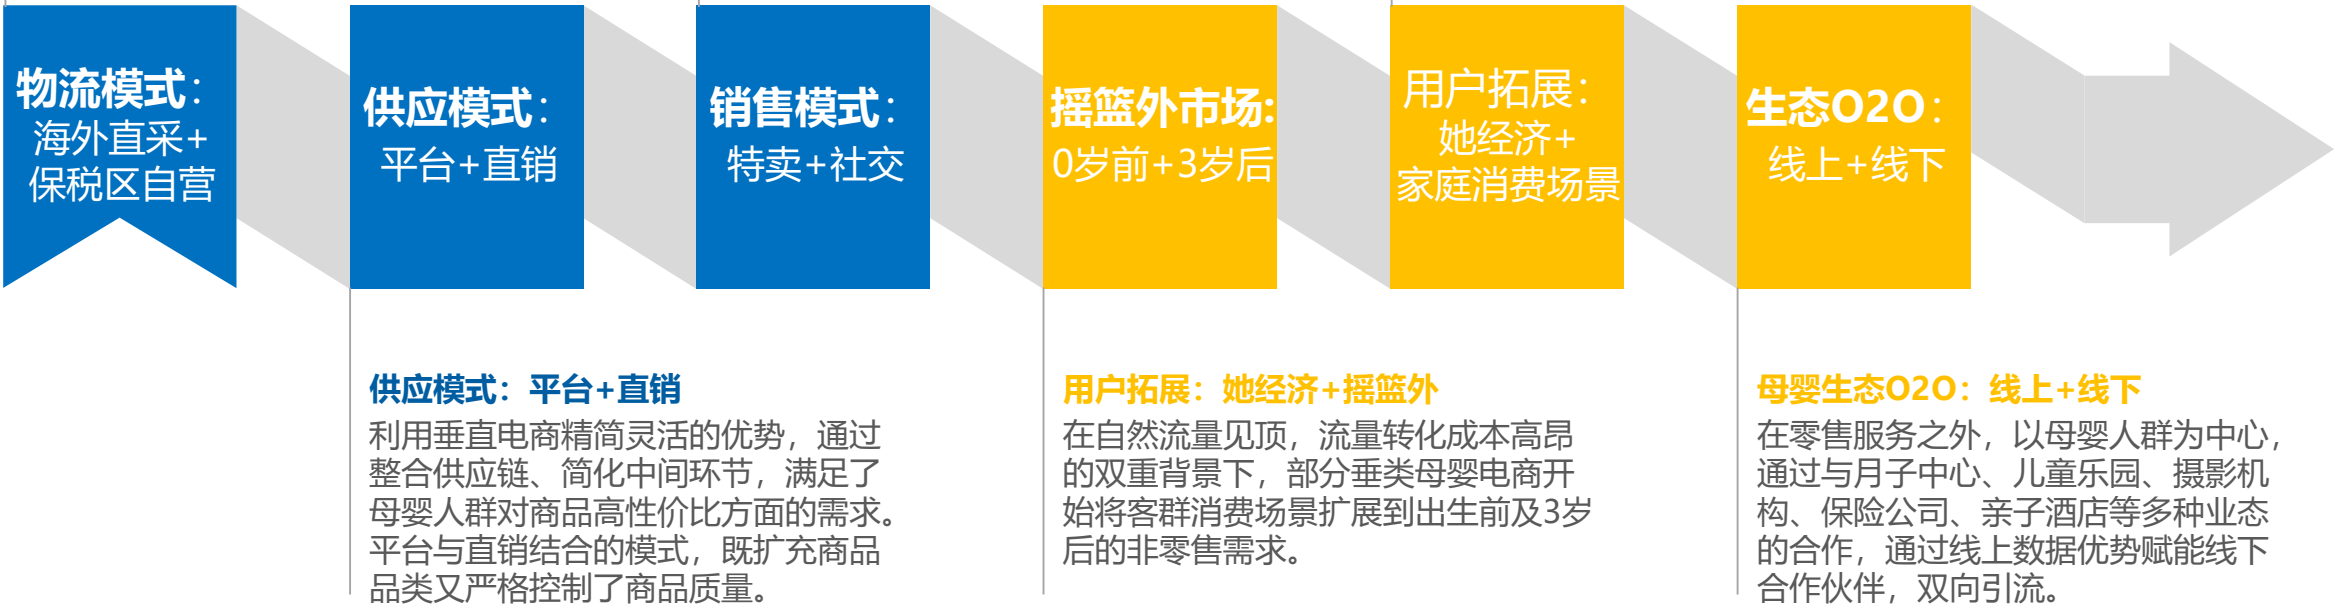 物流模式：
海外直采+
保税区自营
供应模式：
平台+直销
销售模式：
特卖+社交
摇篮外市场:
0岁前+3岁后
用户拓展：
她经济+
家庭消费场景
生态O2O：
线上+线下
供应模式：平台+直销
利用垂直电商精简灵活的优势，通过
整合供应链、简化中间环节，满足了
母婴人群对商品高性价比方面的需求。
平台与直销结合的模式，既扩充商品
品类又严格控制了商品质量。
用户拓展：她经济+摇篮外
在自然流量见顶，流量转化成本高昂
的双重背景下，部分垂类母婴电商开
始将客群消费场景扩展到出生前及3岁
后的非零售需求。
母婴生态O2O：线上+线下
在零售服务之外，以母婴人群为中心，
通过与月子中心、儿童乐园、摄影机
构、保险公司、亲子酒店等多种业态
的合作，通过线上数据优势赋能线下
合作伙伴，双向引流。